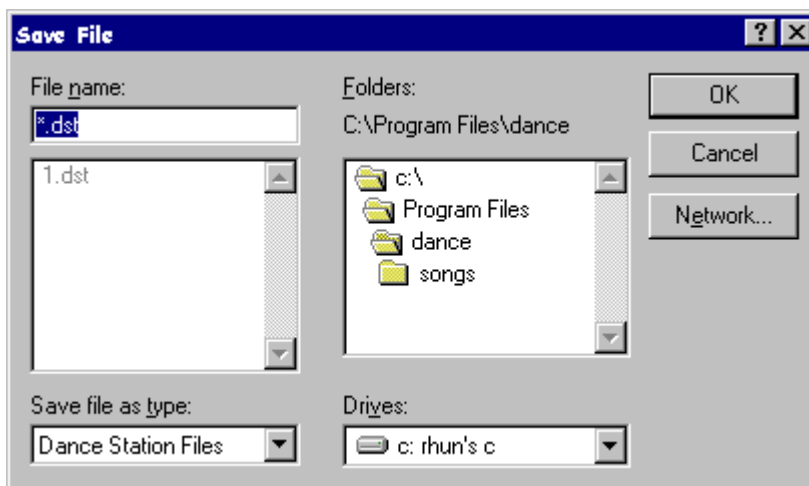 Save File
File name:
*.dst
1.dst
Save file as type:
Dance Station Files
Folders:
C:\Program Files\dance
c:\
Program Files
dance
songs
Drives:
c: rhun's c
OK
Cancel
Network...